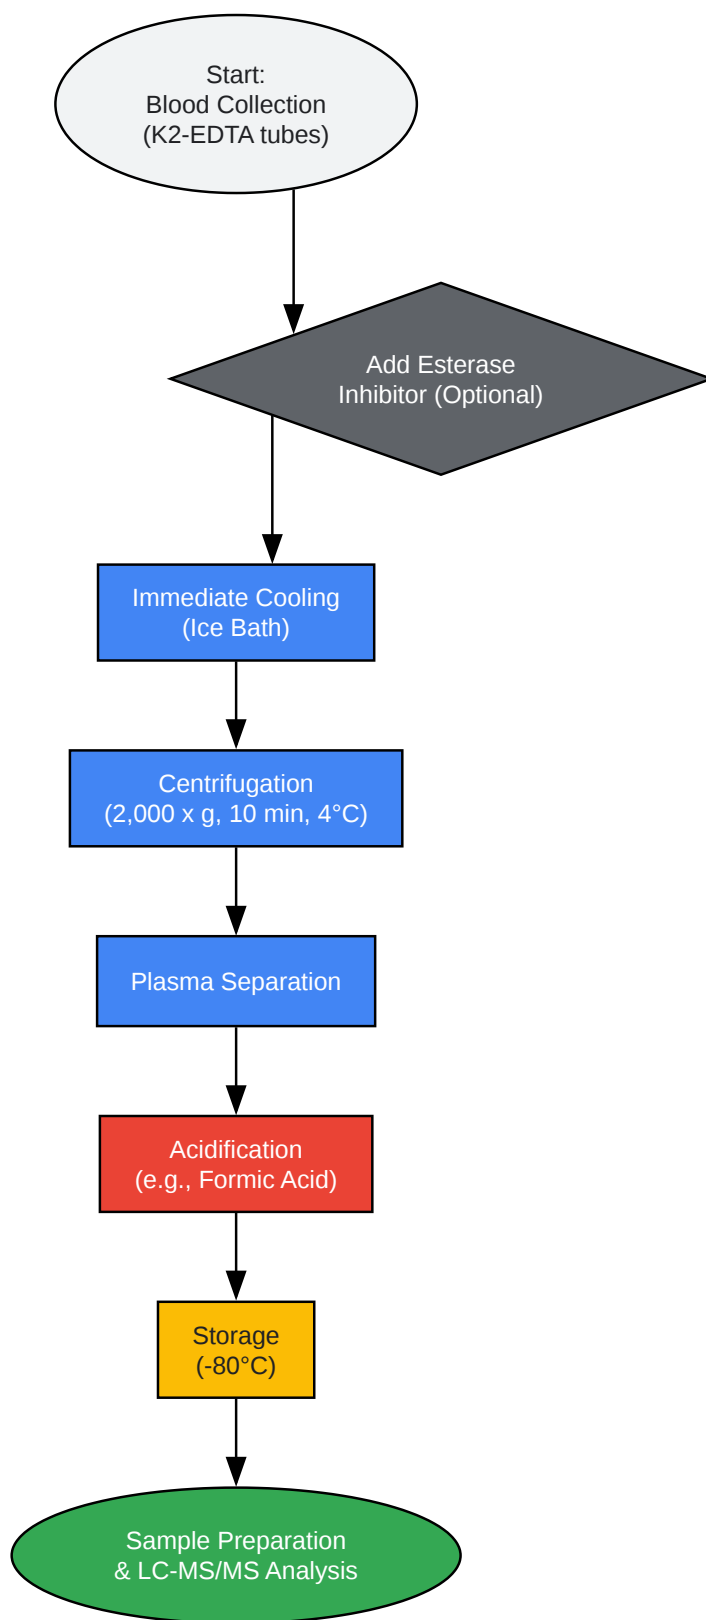 Start:
Blood Collection
(K2-EDTA tubes)
Add Esterase
Inhibitor (Optional)
Immediate Cooling
(Ice Bath)
Centrifugation
(2,000 x g, 10 min, 4°C)
Plasma Separation
Acidification
(e.g., Formic Acid)
Storage
(-80°C)
Sample Preparation
& LC-MS/MS Analysis